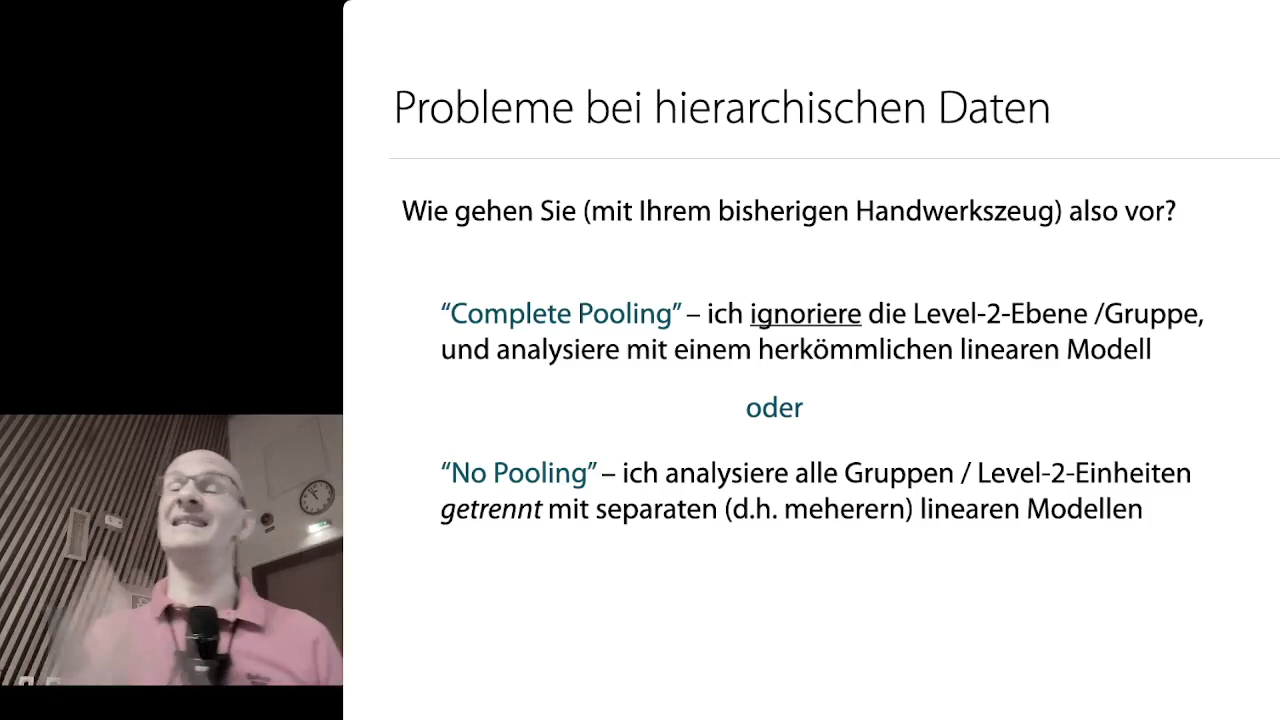 Probleme bei hierarchischen Daten
Wie gehen Sie (mit Ihrem bisherigen Handwerkszeug) also vor?
“Complete Pooling” – ich ignoriere die Level-2-Ebene /Gruppe,
und analysiere mit einem herkömmlichen linearen Modell
oder
“No Pooling” – ich analysiere alle Gruppen / Level-2-Einheiten
getrennt mit separaten (d.h. meherern) linearen Modellen